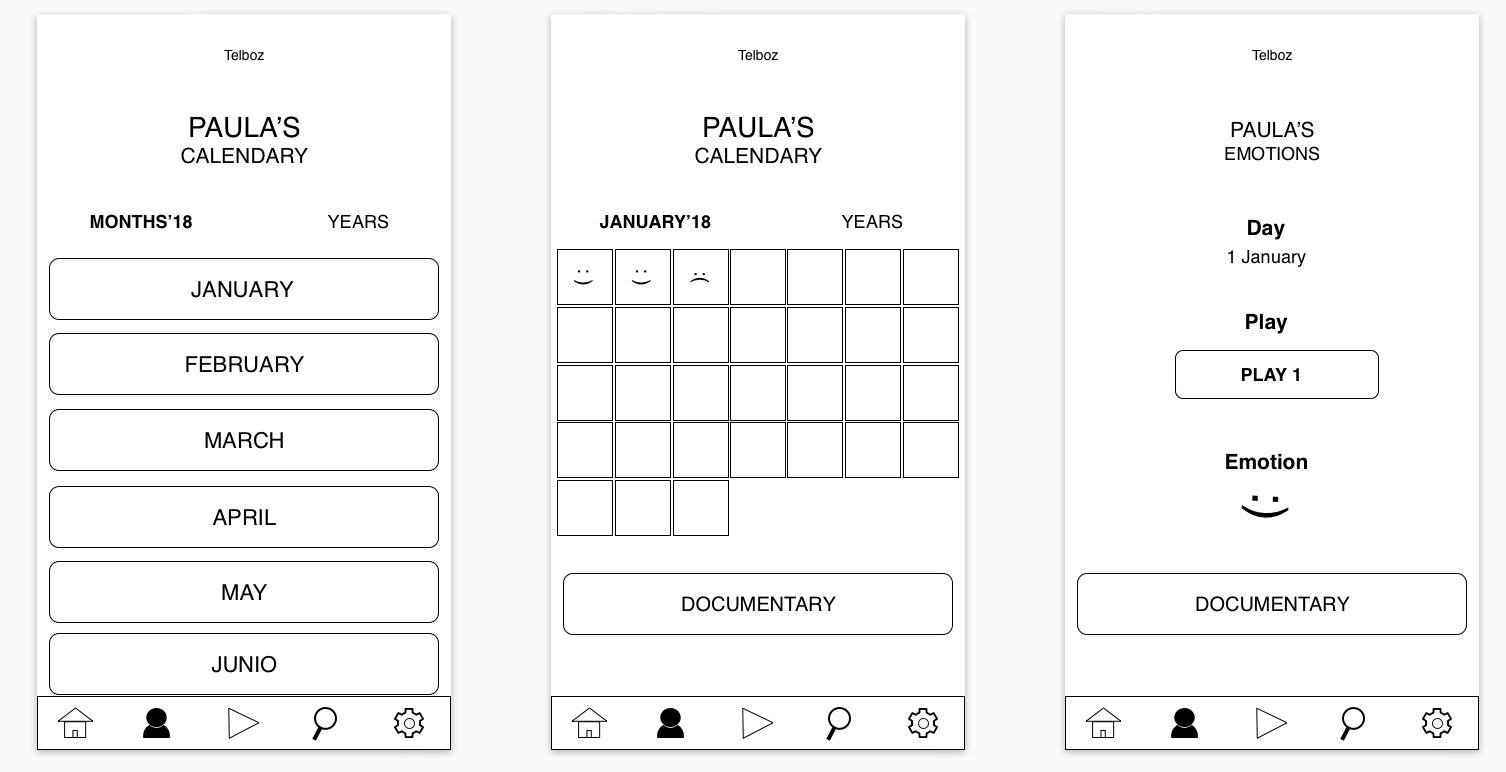 Telboz
PAULA'S
CALENDARY
MONTHS'18 YEARS
JANUARY
FEBRUARY
MARCH
APRIL
MAY
JUNIO
Telboz
PAULA'S
CALENDARY
JANUARY'18 YEARS
DOCUMENTARY
Telboz
PAULA'S
EMOTIONS
Day
1 January
Play
PLAY 1
Emotion
DOCUMENTARY